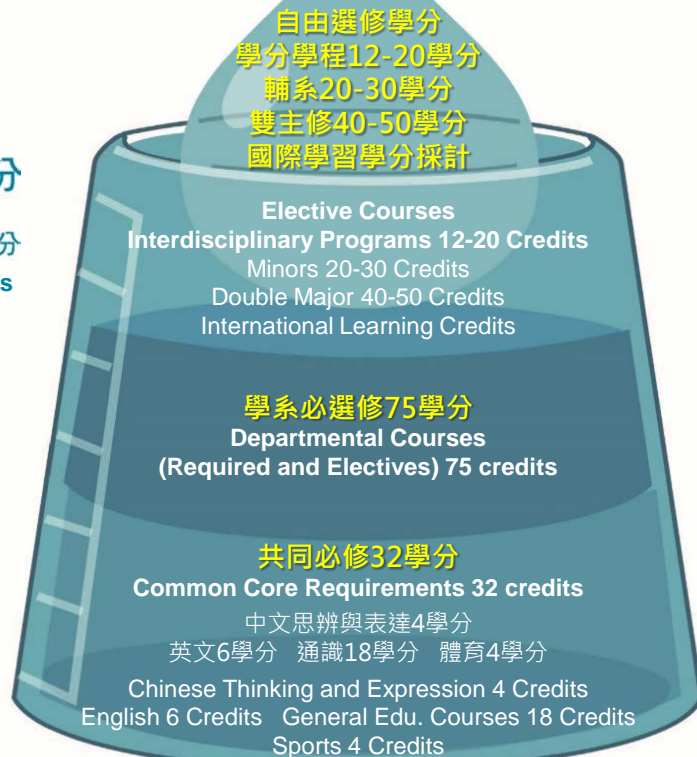 自由選修學分
學分學程12-20學分
輔系20-30學分
雙主修40-50學分
國際學習學分採計
分
分
s
Elective Courses
Interdisciplinary Programs 12-20 Credits
Minors 20-30 Credits
Double Major 40-50 Credits
International Learning Credits
學系必選修75學分
Departmental Courses
(Required and Electives) 75 credits
共同必修32學分
Common Core Requirements 32 credits
中文思辨與表達4學分
英文6學分 通識18學分 體育4學分
Chinese Thinking and Expression 4 Credits
English 6 Credits General Edu. Courses 18 Credits
Sports 4 Credits